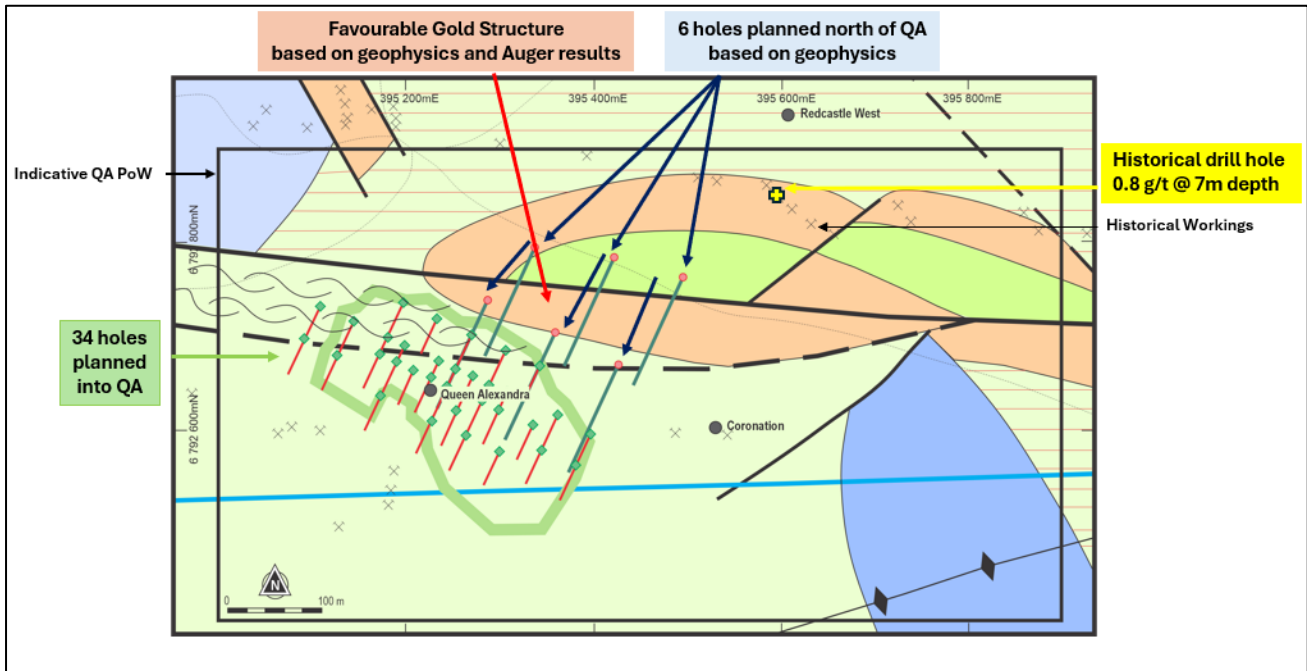 Favourable Gold Structure
based on geophysics and Auger results
6 holes planned north of QA
based on geophysics
395 200mE
395 400mE
395 600mE
395 800mE
Redcastle West
Indicative QA PoW
Historical drill hole
0.8 g/t @ 7m depth
Historical Workings
6 792 800mN
34 holes
planned
into QA
Queen Alexandra
6 792 600mN
Coronation
N
0
100 m